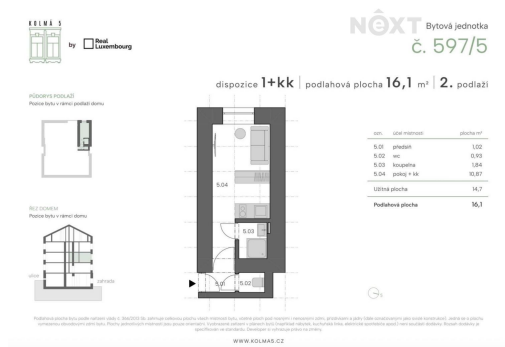 KOLMÁ 5
by Real Luxembourg
NEXT
Bytová jednotka
č. 597/5
dispozice 1+kk | podlahová plocha 16,1 m² | 2. podlaží
PŮDORYS PODLAŽÍ
Pozice bytu v rámci podlaží domu
ozn. účel místnosti plocha m²
5.01 předsíň 1,02
5.02 wc 0,93
5.03 koupelna 1,84
5.04 pokoj + kk 10,87
Užitná plocha 14,7
Podlahová plocha 16,1
5.04
5.03
5.01
5.02
ŘEZ DOMEM
Pozice bytu v rámci domu
ulice
zahrada
WWW.KOLMA5.CZ